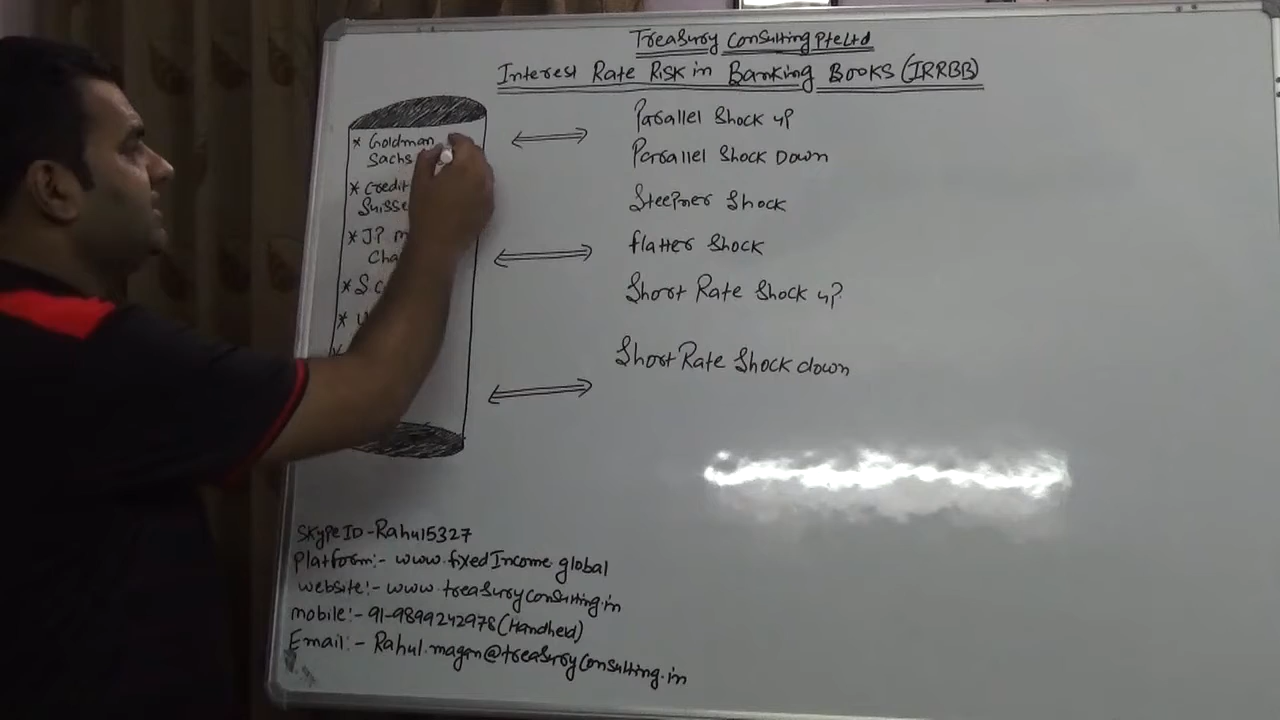 TreaSury Consulting Pte Ltd
Interest Rate Risk in Banking Books (IRRBB)
* Goldman
Sachs
* Credit
Suisse
* JP
*
*
Parallel Shock up
Parallel Shock Down
Steepner Shock
flatter Shock
Short Rate Shock up
Short Rate Shock down
Skype ID - Rahul5327
Platform:- www.fixedIncome.global
website:- www.treasuryconsulting.in
mobile:- 91-9899242978 (Handheld)
Email:- Rahul.magan@treasuryconsulting.in